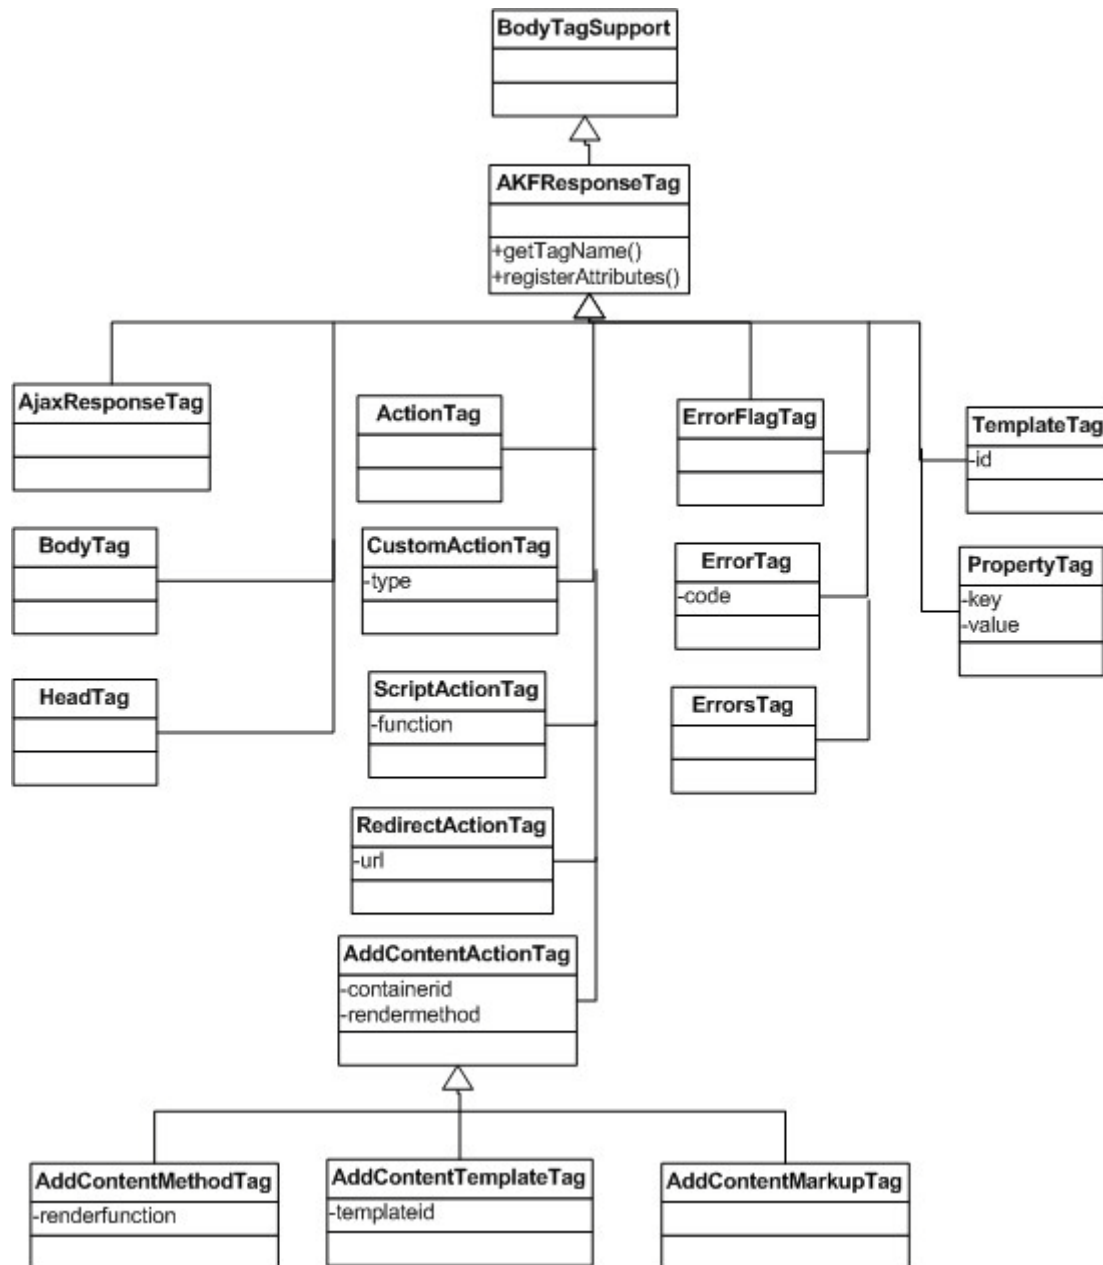 BodyTagSupport
AKFResponseTag
+getTagName()
+registerAttributes()
AjaxResponseTag
BodyTag
HeadTag
ActionTag
CustomActionTag
-type
ScriptActionTag
-function
RedirectActionTag
-url
AddContentActionTag
-containerid
-rendermethod
ErrorFlagTag
ErrorTag
-code
ErrorsTag
TemplateTag
-id
PropertyTag
-key
-value
AddContentMethodTag
-renderfunction
AddContentTemplateTag
-templateid
AddContentMarkupTag